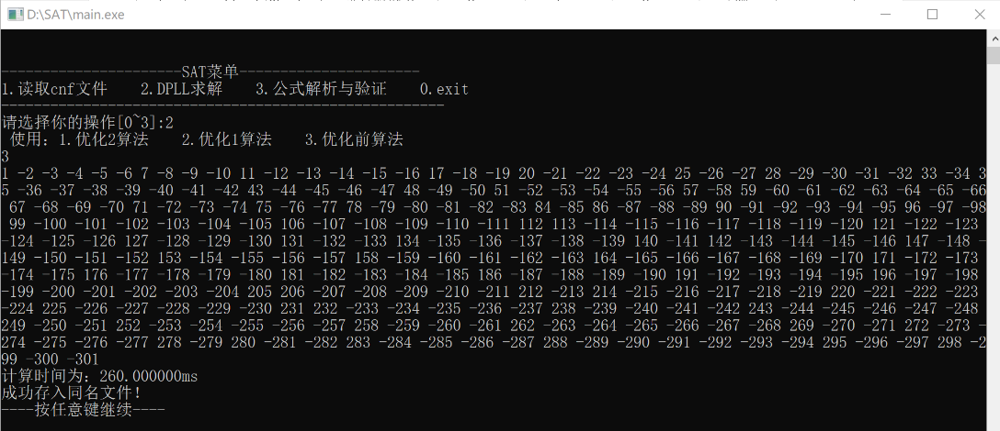 D:\SAT\main.exe
----------------------SAT菜单----------------------
1.读取cnf文件    2.DPLL求解    3.公式解析与验证    0.exit
------------------------------------------------------
请选择你的操作[0~3]:2
 使用: 1.优化2算法    2.优化1算法    3.优化前算法
3
1 -2 -3 -4 -5 -6 7 -8 -9 -10 11 -12 -13 -14 -15 -16 17 -18 -19 20 -21 -22 -23 -24 25 -26 -27 28 -29 -30 -31 -32 33 -34 3
5 -36 -37 -38 -39 -40 -41 -42 43 -44 -45 -46 -47 48 -49 -50 51 -52 -53 -54 -55 -56 57 -58 59 -60 -61 -62 -63 -64 -65 -66
 67 -68 -69 -70 71 -72 -73 -74 75 -76 -77 78 -79 -80 -81 -82 -83 84 -85 86 -87 -88 -89 90 -91 -92 -93 -94 -95 96 -97 -98
 99 -100 -101 -102 -103 -104 -105 106 -107 -108 -109 -110 -111 112 113 -114 -115 -116 -117 -118 -119 -120 121 -122 -123
-124 -125 -126 127 -128 -129 -130 131 -132 -133 134 -135 -136 -137 -138 -139 140 -141 142 -143 -144 -145 -146 147 -148 -
149 -150 -151 -152 153 -154 -155 -156 -157 158 -159 -160 -161 -162 -163 164 -165 -166 -167 -168 -169 -170 171 -172 -173
-174 -175 176 -177 -178 -179 -180 181 -182 -183 -184 -185 186 -187 -188 -189 -190 191 -192 -193 -194 -195 196 -197 -198
-199 -200 -201 -202 -203 -204 205 206 -207 -208 -209 -210 -211 212 -213 214 -215 -216 -217 -218 -219 220 -221 -222 -223
-224 225 -226 -227 -228 -229 -230 231 232 -233 -234 -235 -236 -237 238 -239 -240 -241 -242 243 -244 -245 -246 -247 -248
249 -250 -251 252 -253 -254 -255 -256 -257 258 -259 -260 -261 262 -263 -264 -265 -266 -267 -268 269 -270 -271 272 -273 -
274 -275 -276 -277 278 -279 280 -281 -282 283 -284 -285 -286 -287 288 -289 -290 -291 -292 -293 -294 295 -296 -297 298 -2
99 -300 -301
计算时间为: 260.000000ms
成功存入同名文件!
----按任意键继续----